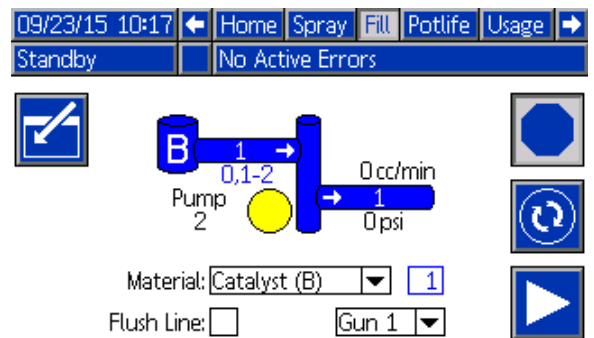 09/23/15 10:17 Home Spray Fill Potlife Usage
Standby No Active Errors
B 1
0,1-2 0 cc/min
Pump 1
2 0 psi
Material: Catalyst (B) 1
Flush Line: Gun 1